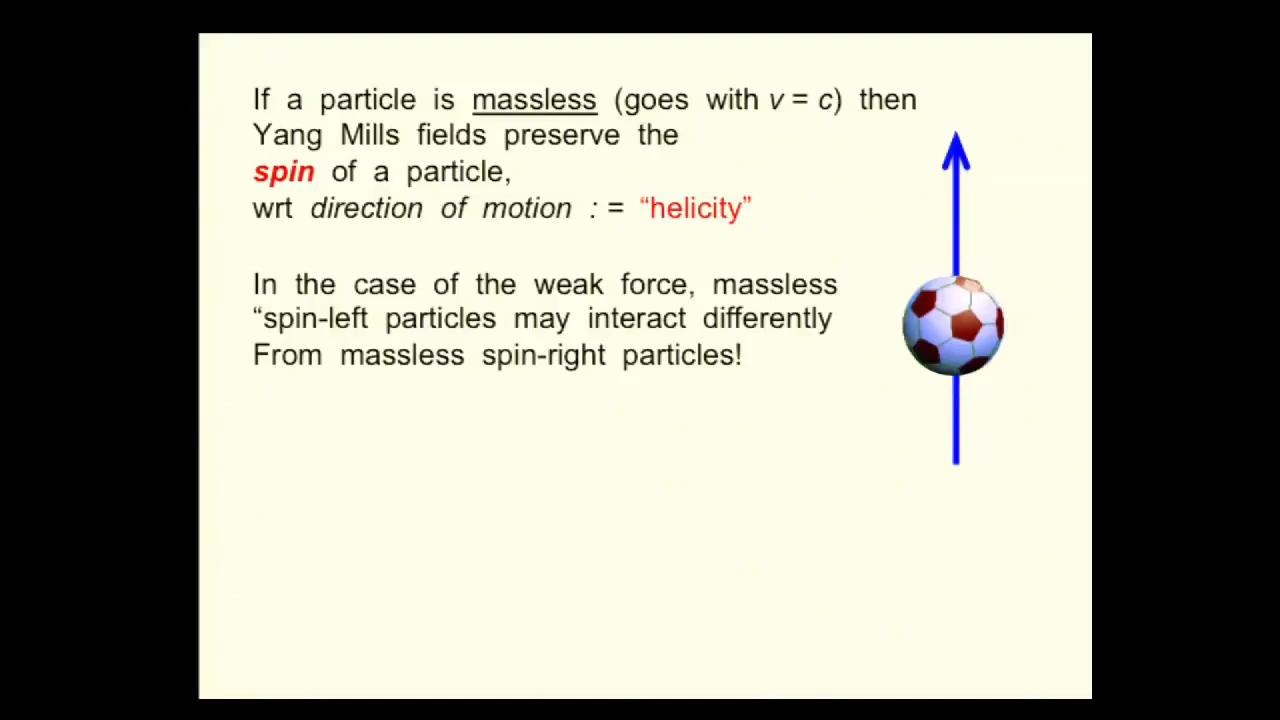 If a particle is massless (goes with v = c) then
Yang Mills fields preserve the
spin of a particle,
wrt direction of motion : = “helicity”
In the case of the weak force, massless
“spin-left particles may interact differently
From massless spin-right particles!